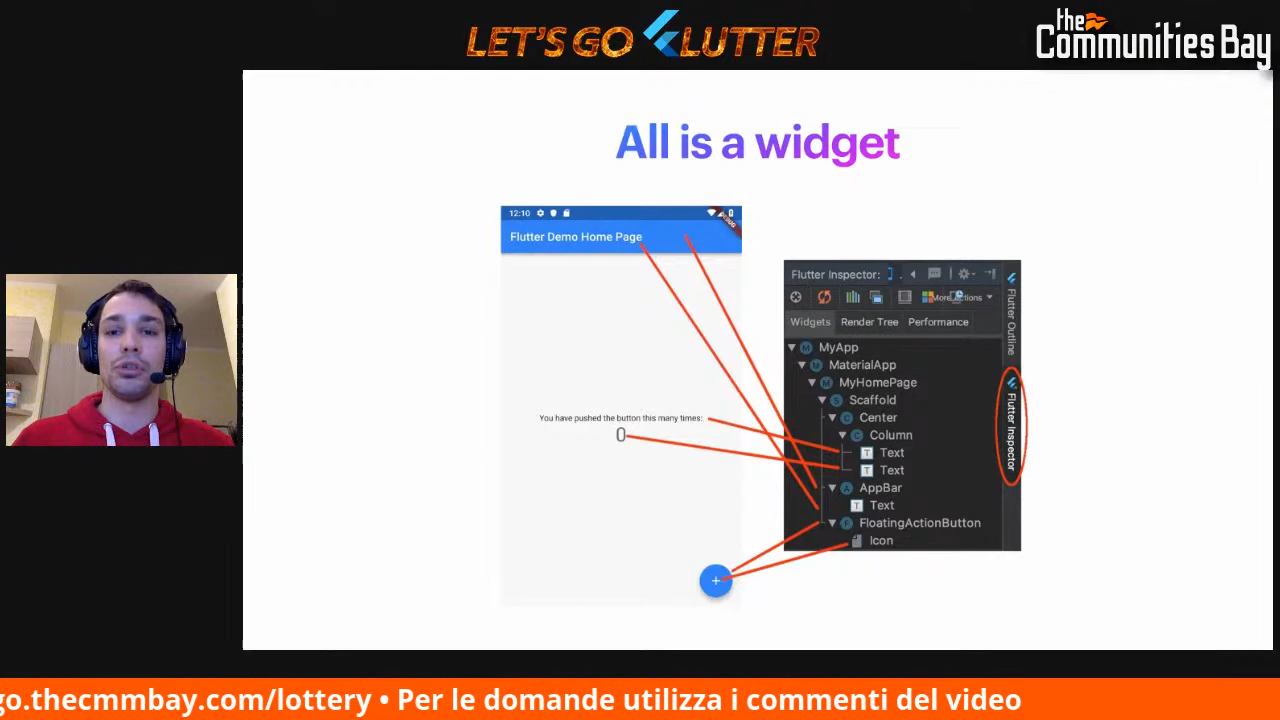 LET'S GO FLUTTER
the
Communities Bay
All is a widget
12:10
DEBUG
Flutter Demo Home Page
You have pushed the button this many times:
0
+
Flutter Inspector:
More Actions
Widgets Render Tree Performance
M MyApp
M MaterialApp
M MyHomePage
S Scaffold
C Center
C Column
T Text
T Text
A AppBar
T Text
F FloatingActionButton
Icon
Flutter Outline
Flutter Inspector
go.thecmmbay.com/lottery • Per le domande utilizza i commenti del video